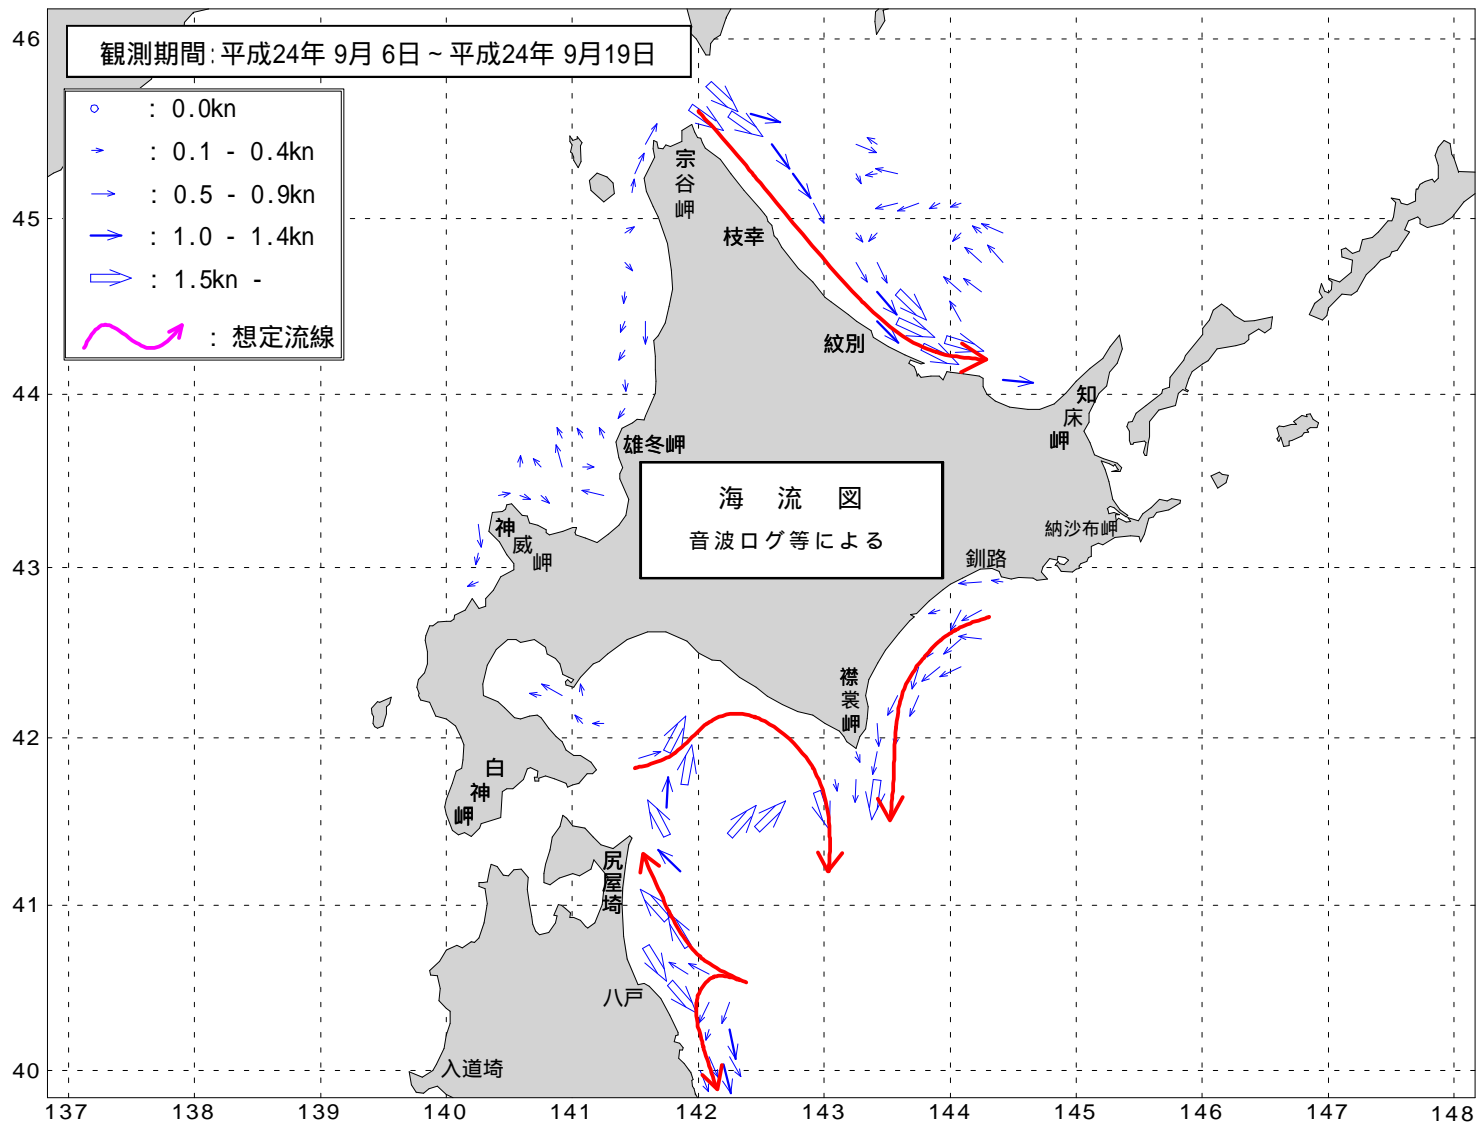 観測期間:平成24年 9月 6日 ~ 平成24年 9月19日
: 0.0kn
: 0.1 - 0.4kn
: 0.5 - 0.9kn
: 1.0 - 1.4kn
: 1.5kn -
: 想定流線
46
45
44
43
42
41
40
宗谷岬
枝幸
紋別
知床岬
雄冬岬
海 流 図
音波ログ等による
神威岬
納沙布岬
釧路
襟裳岬
白神岬
尻屋埼
八戸
入道埼
137 138 139 140 141 142 143 144 145 146 147 148